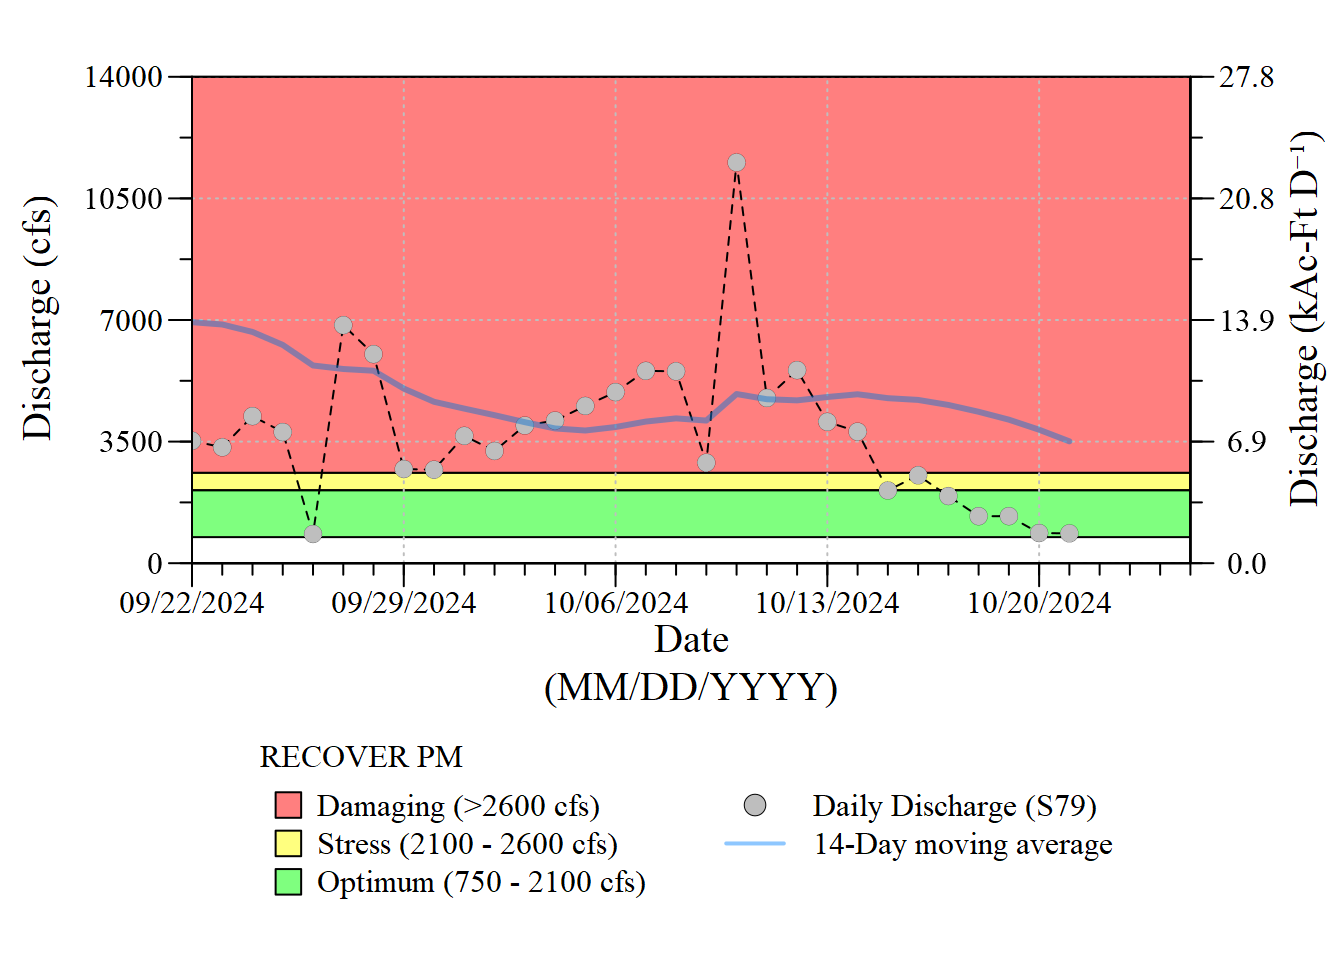 14000
10500
7000
3500
0
Discharge (cfs)
27.8
20.8
13.9
6.9
0.0
Discharge (kAc-Ft D⁻¹)
09/22/2024 09/29/2024 10/06/2024 10/13/2024 10/20/2024
Date
(MM/DD/YYYY)
RECOVER PM
Damaging (>2600 cfs)
Stress (2100 - 2600 cfs)
Optimum (750 - 2100 cfs)
Daily Discharge (S79)
14-Day moving average